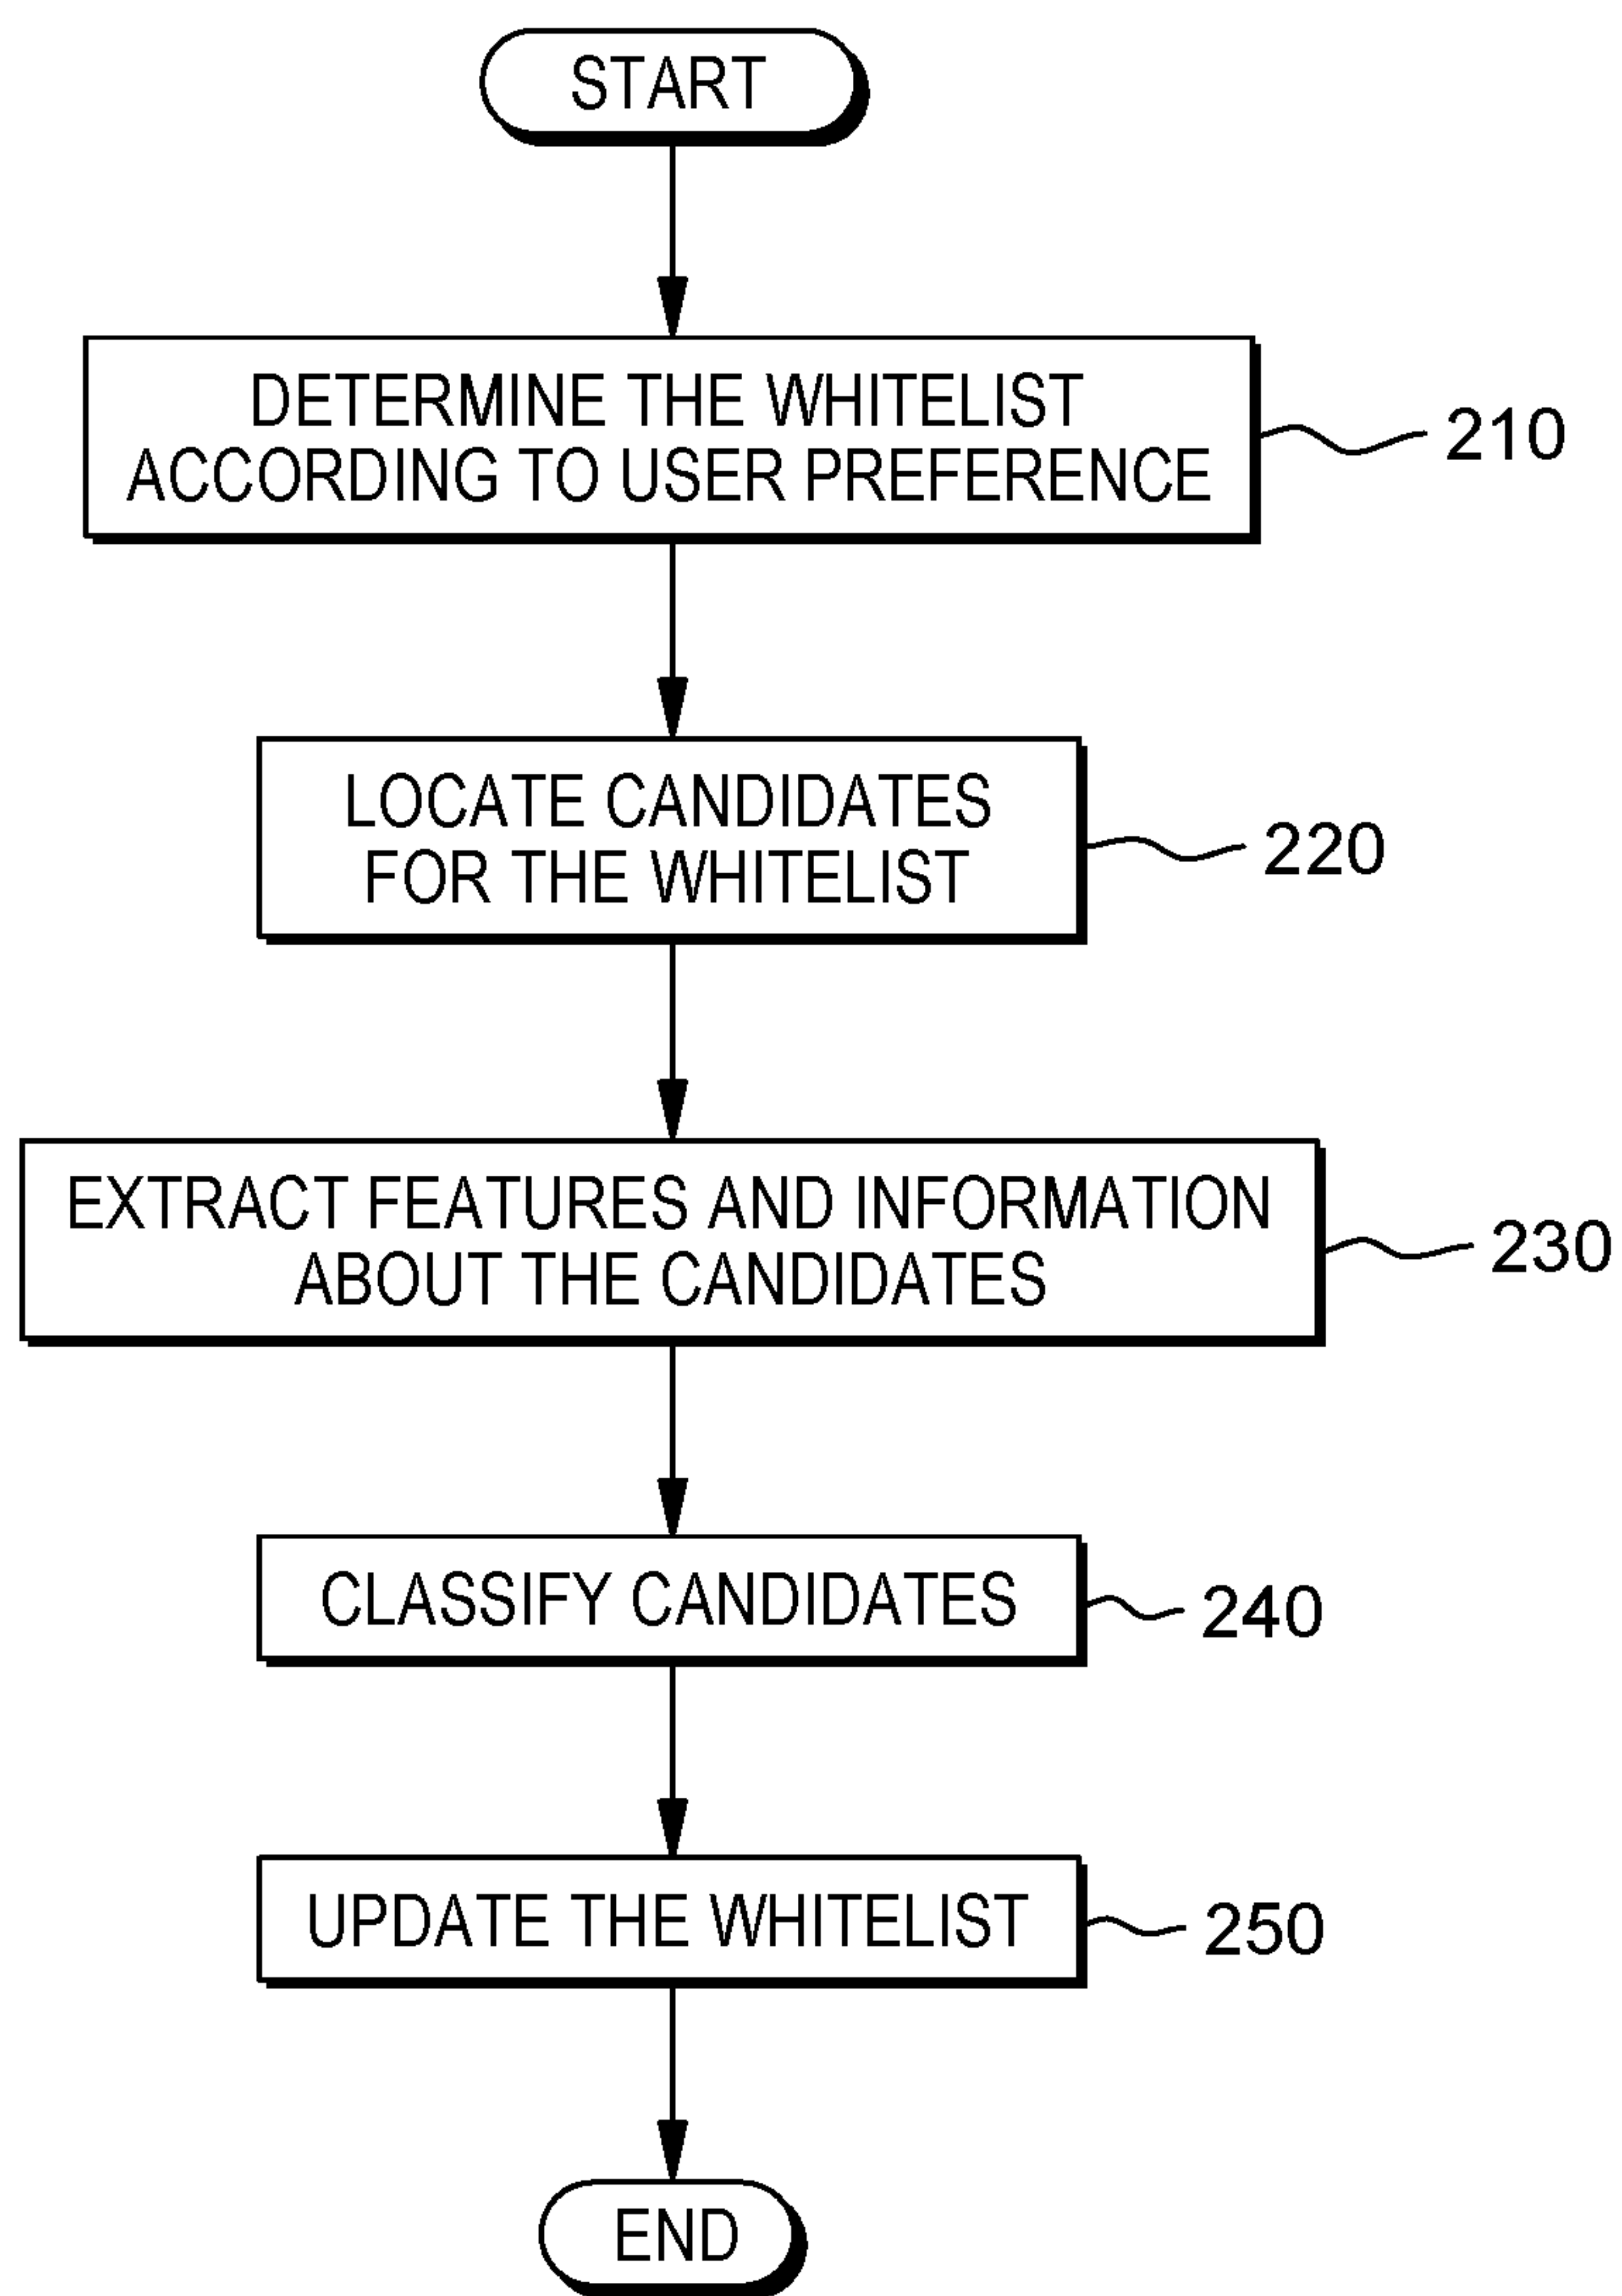 START
DETERMINE THE WHITELIST
ACCORDING TO USER PREFERENCE
210
LOCATE CANDIDATES
FOR THE WHITELIST
220
EXTRACT FEATURES AND INFORMATION
ABOUT THE CANDIDATES
230
CLASSIFY CANDIDATES
240
UPDATE THE WHITELIST
250
END